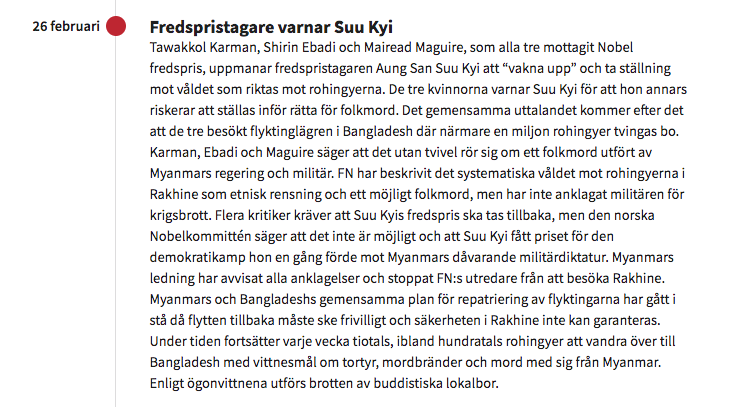 26 februari
Fredspristagare varnar Suu Kyi
Tawakkol Karman, Shirin Ebadi och Mairead Maguire, som alla tre mottagit Nobel
fredspris, uppmanar fredspristagaren Aung San Suu Kyi att “vakna upp” och ta ställning
mot våldet som riktas mot rohingyerna. De tre kvinnorna varnar Suu Kyi för att hon annars
riskerar att ställas inför rätta för folkmord. Det gemensamma uttalandet kommer efter det
att de tre besökt flyktinglägren i Bangladesh där närmare en miljon rohingyer tvingas bo.
Karman, Ebadi och Maguire säger att det utan tvivel rör sig om ett folkmord utfört av
Myanmars regering och militär. FN har beskrivit det systematiska våldet mot rohingyerna i
Rakhine som etnisk rensning och ett möjligt folkmord, men har inte anklagat militären för
krigsbrott. Flera kritiker kräver att Suu Kyis fredspris ska tas tillbaka, men den norska
Nobelkommittén säger att det inte är möjligt och att Suu Kyi fått priset för den
demokratikamp hon en gång förde mot Myanmars dåvarande militärdiktatur. Myanmars
ledning har avvisat alla anklagelser och stoppat FN:s utredare från att besöka Rakhine.
Myanmars och Bangladeshs gemensamma plan för repatriering av flyktingarna har gått i
stå då flytten tillbaka måste ske frivilligt och säkerheten i Rakhine inte kan garanteras.
Under tiden fortsätter varje vecka tiotals, ibland hundratals rohingyer att vandra över till
Bangladesh med vittnesmål om tortyr, mordbränder och mord med sig från Myanmar.
Enligt ögonvittnena utförs brotten av buddistiska lokalbor.